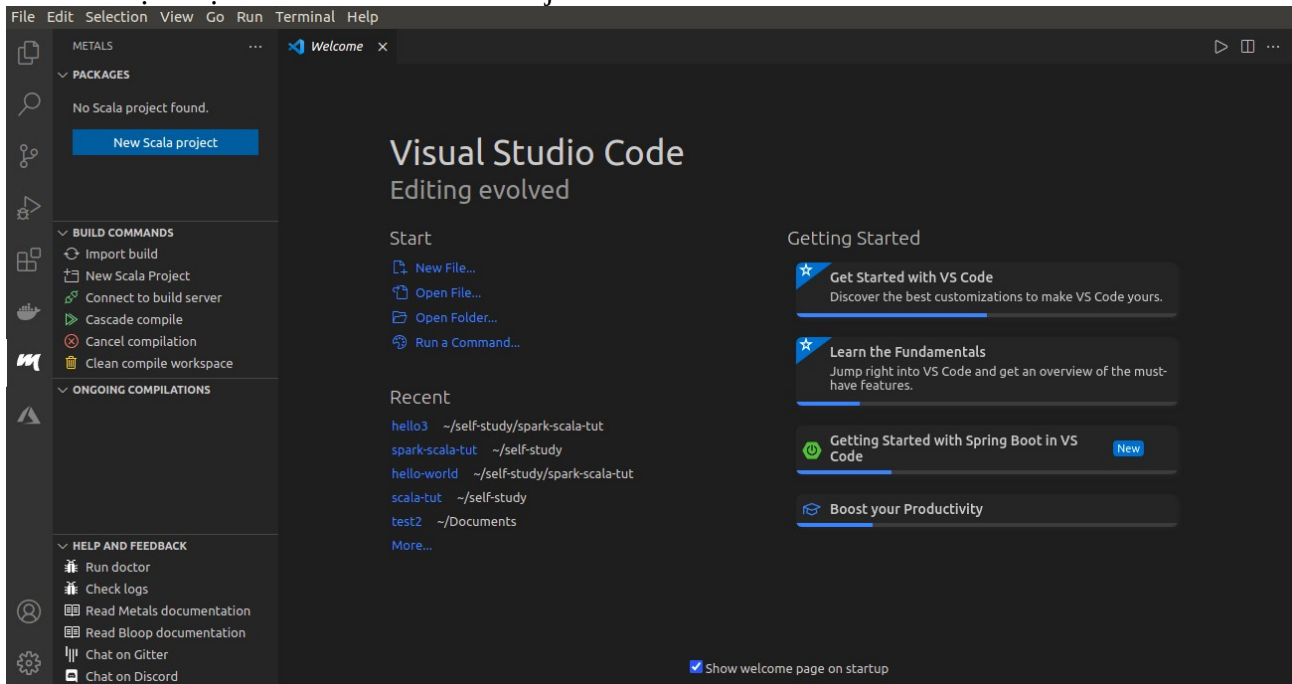 File Edit Selection View Go Run Terminal Help
METALS
Welcome
PACKAGES
No Scala project found.
New Scala project
BUILD COMMANDS
Import build
New Scala Project
Connect to build server
Cascade compile
Cancel compilation
Clean compile workspace
ONGOING COMPILATIONS
HELP AND FEEDBACK
Run doctor
Check logs
Read Metals documentation
Read Bloop documentation
Chat on Gitter
Chat on Discord
Visual Studio Code
Editing evolved
Start
New File...
Open File...
Open Folder...
Run a Command...
Recent
hello3 ~/self-study/spark-scala-tut
spark-scala-tut ~/self-study
hello-world ~/self-study/spark-scala-tut
scala-tut ~/self-study
test2 ~/Documents
More...
Getting Started
Get Started with VS Code
Discover the best customizations to make VS Code yours.
Learn the Fundamentals
Jump right into VS Code and get an overview of the must-
have features.
Getting Started with Spring Boot in VS
Code
New
Boost your Productivity
Show welcome page on startup